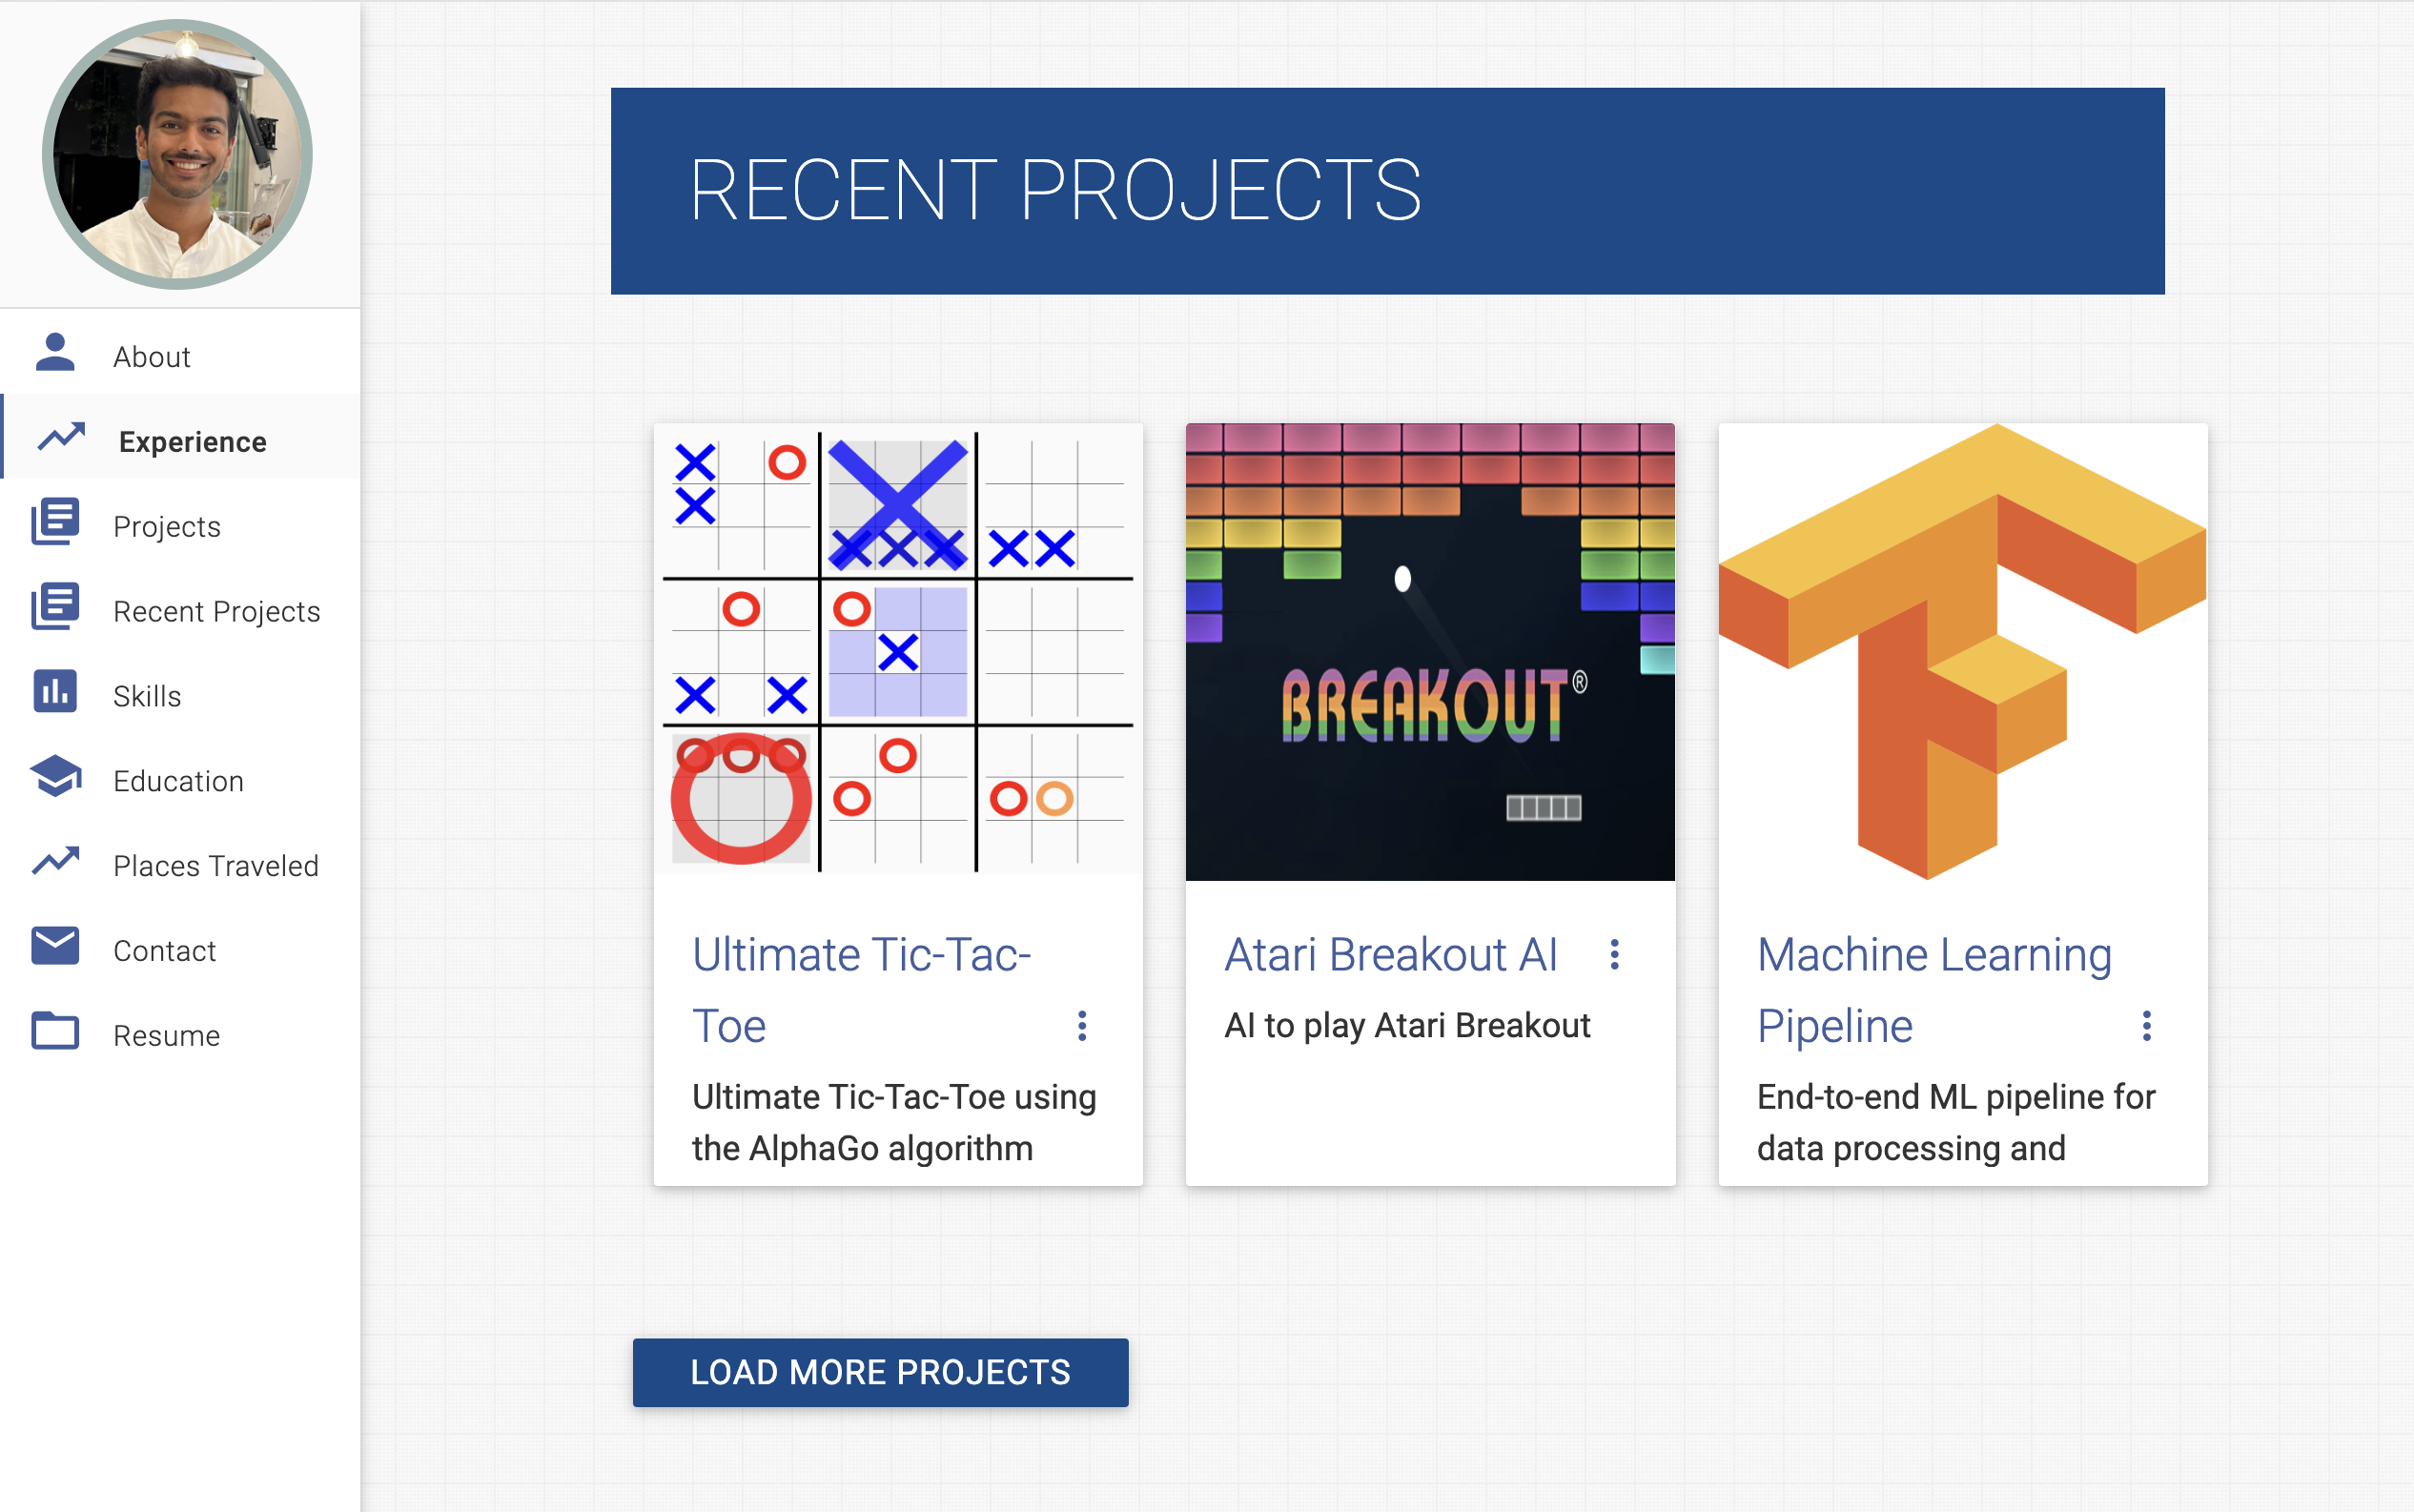 About
Experience
Projects
Recent Projects
Skills
Education
Places Traveled
Contact
Resume
RECENT PROJECTS
BREAKOUT®
Ultimate Tic-Tac-
Toe
Ultimate Tic-Tac-Toe using
the AlphaGo algorithm
Atari Breakout AI
AI to play Atari Breakout
Machine Learning
Pipeline
End-to-end ML pipeline for
data processing and
LOAD MORE PROJECTS